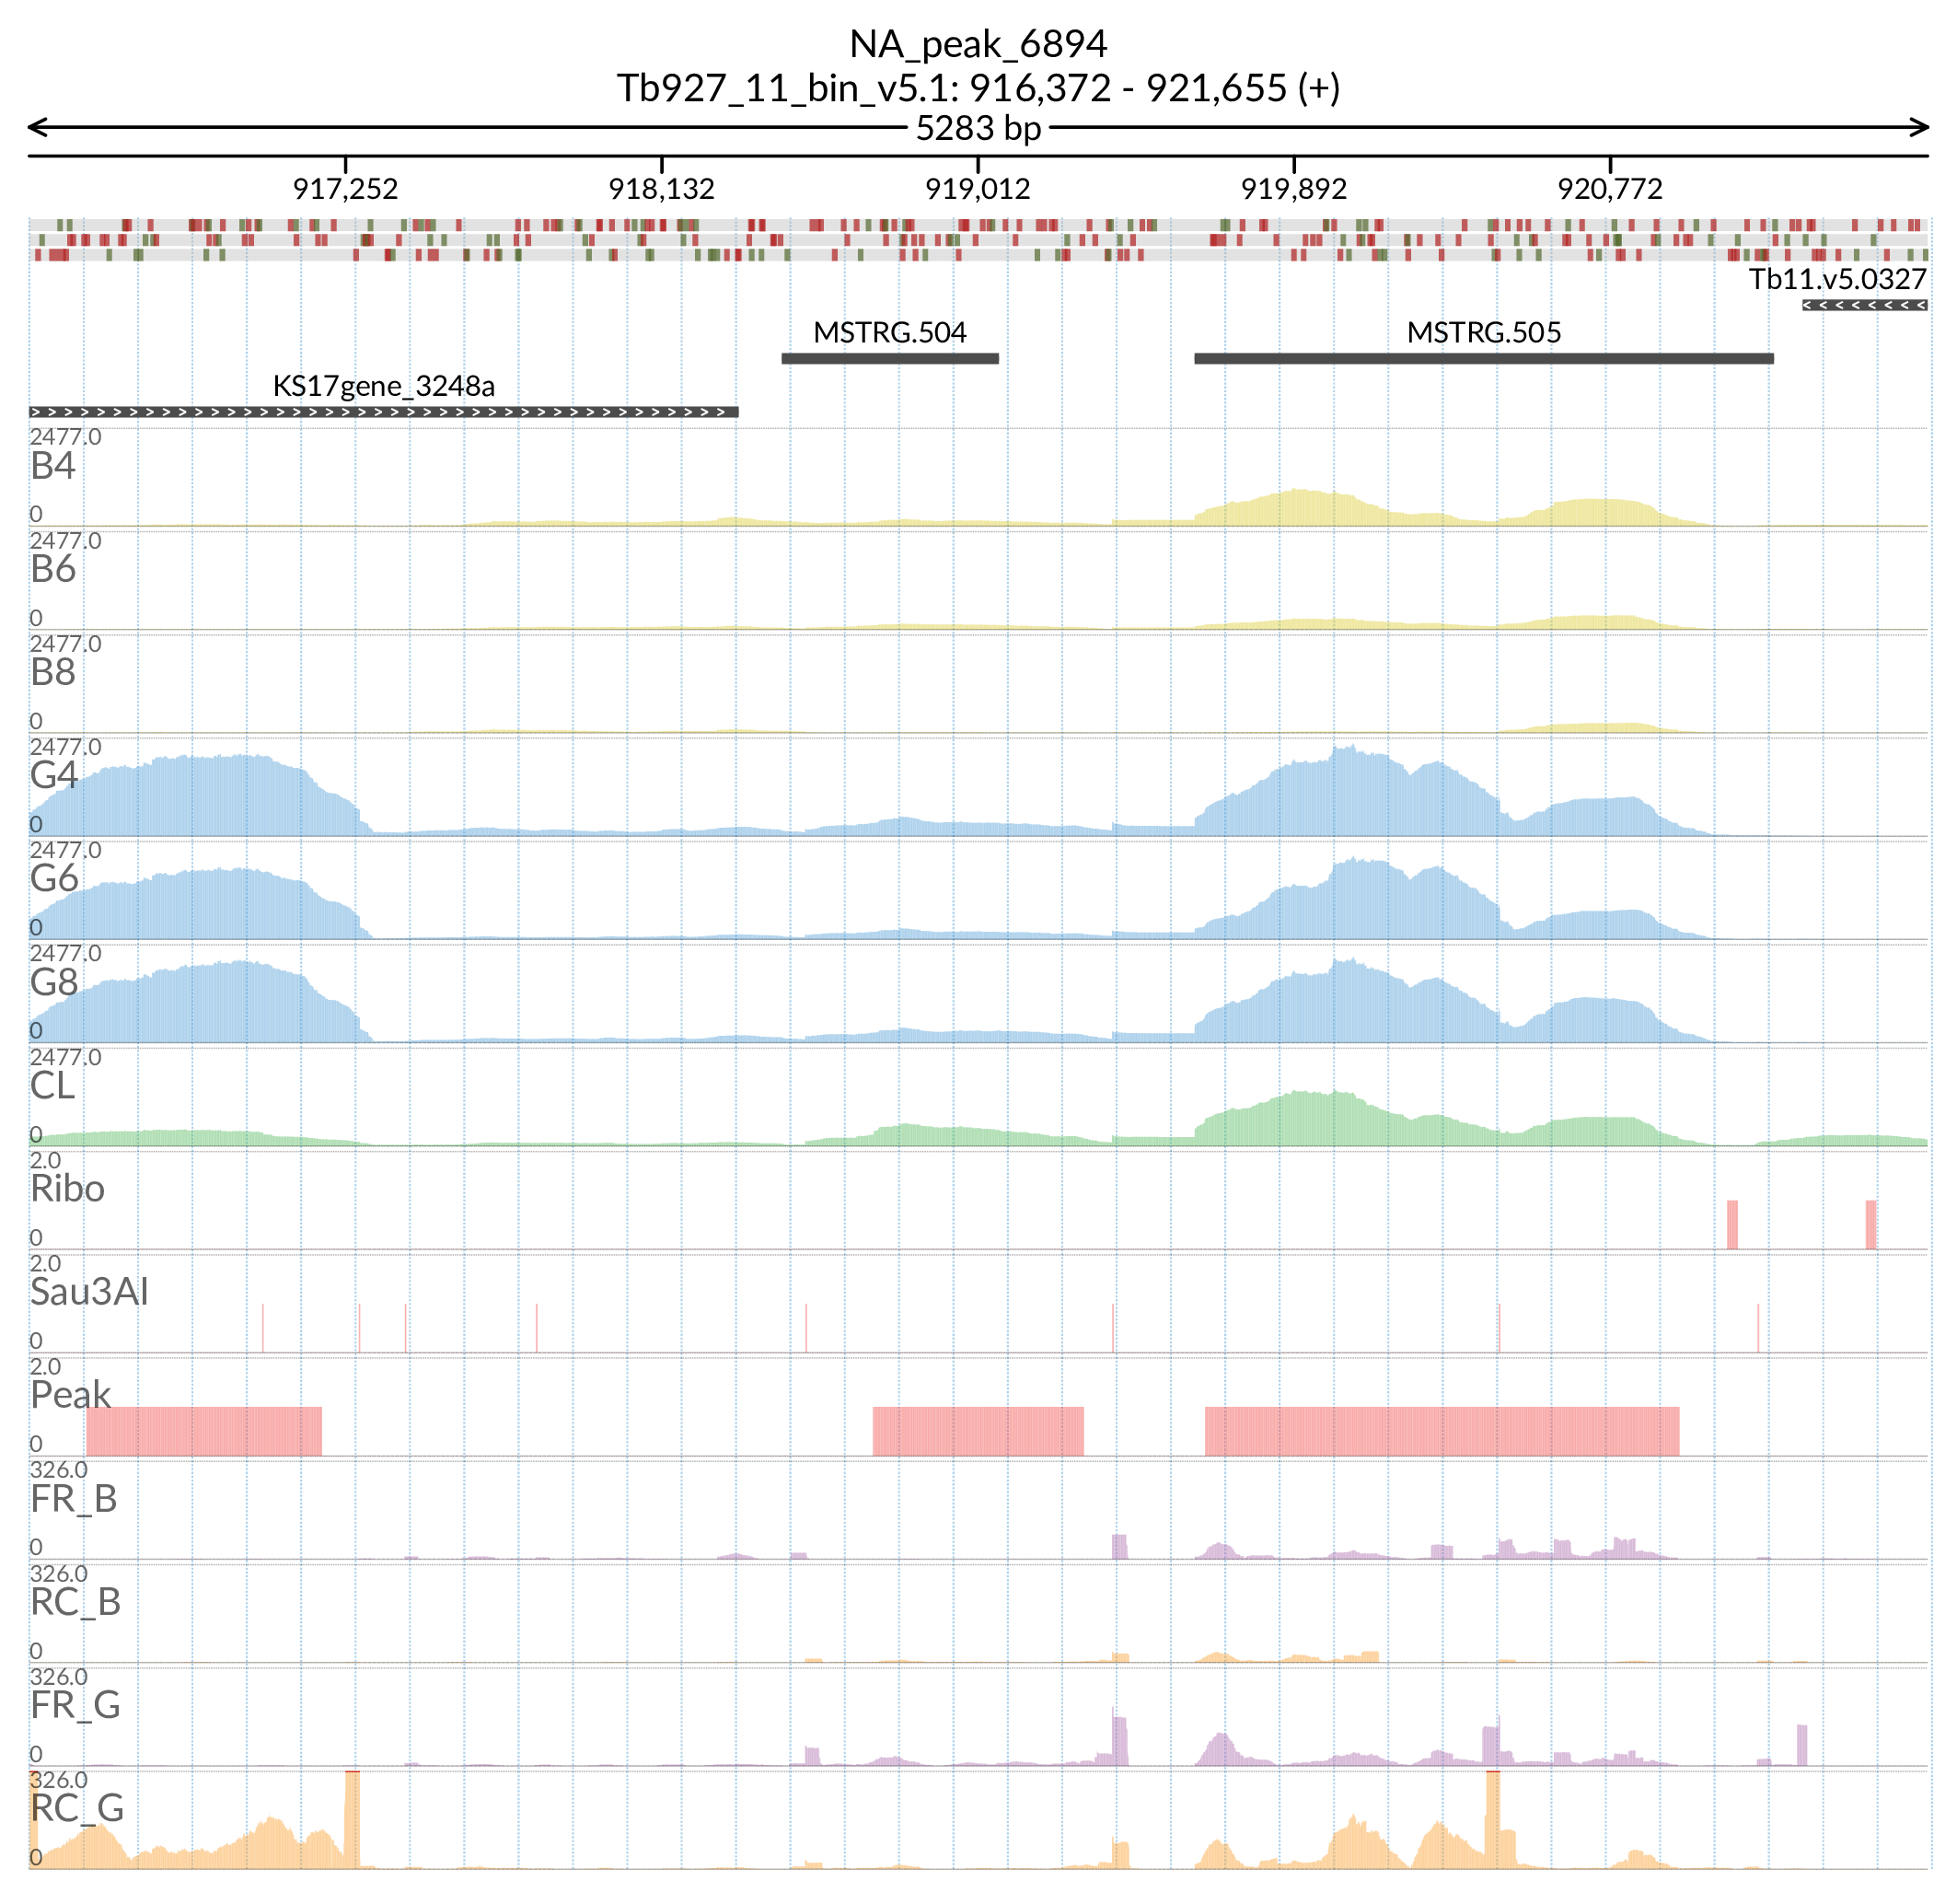 NA_peak_6894
Tb927_11_bin_v5.1: 916,372 - 921,655 (+)
5283 bp
917,252 918,132 919,012 919,892 920,772
Tb11.v5.0327
MSTRG.504 MSTRG.505
KS17gene_3248a
2477.0
B4
0
2477.0
B6
0
2477.0
B8
0
2477.0
G4
0
2477.0
G6
0
2477.0
G8
0
2477.0
CL
0
2.0
Ribo
0
2.0
Sau3AI
0
2.0
Peak
0
326.0
FR_B
0
326.0
RC_B
0
326.0
FR_G
0
326.0
RC_G
0